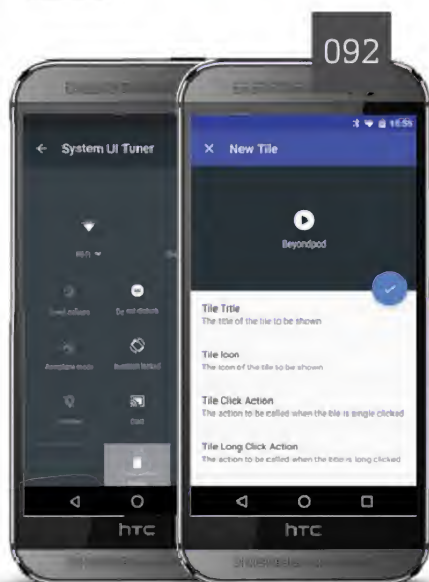 092
System UI Tuner
Wi-Fi
Do not disturb
Cast
hTC
16:55
New Tile
Beyondpod
Tile Title
The title of the tile to be shown
Tile Icon
The icon of the tile to be shown
Tile Click Action
The action to be called when the tile is single clicked
Tile Long Click Action
The action to be called when the title is long clicked
hTC